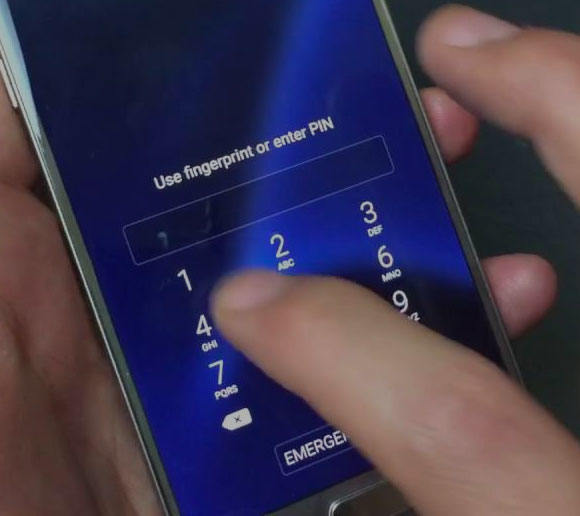 Use fingerprint or enter PIN
1
2
ABC
3
DEF
4
GHI
6
MNO
7
PQRS
9